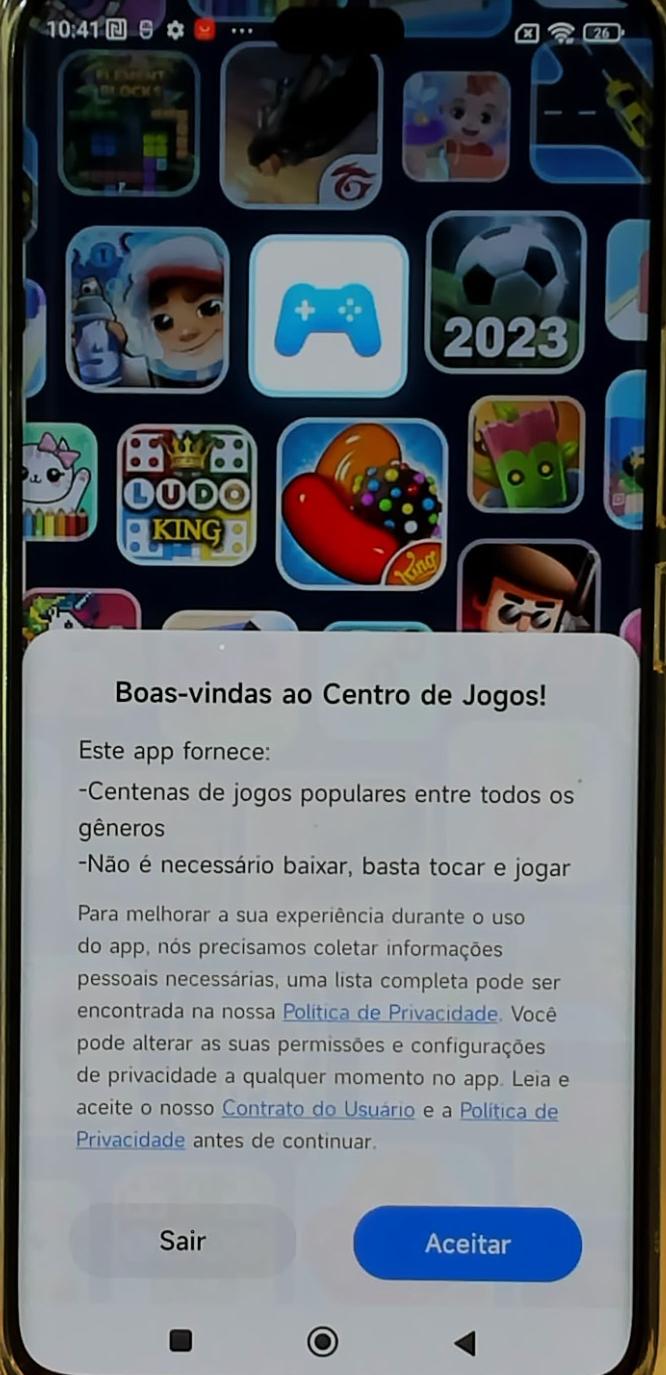 10:41
26
ELEMENT
BLOCKS
2023
LUDO
KING
King
Boas-vindas ao Centro de Jogos!
Este app fornece:
-Centenas de jogos populares entre todos os
gêneros
-Não é necessário baixar, basta tocar e jogar
Para melhorar a sua experiência durante o uso
do app, nós precisamos coletar informações
pessoais necessárias, uma lista completa pode ser
encontrada na nossa Política de Privacidade. Você
pode alterar as suas permissões e configurações
de privacidade a qualquer momento no app. Leia e
aceite o nosso Contrato do Usuário e a Política de
Privacidade antes de continuar.
Sair
Aceitar